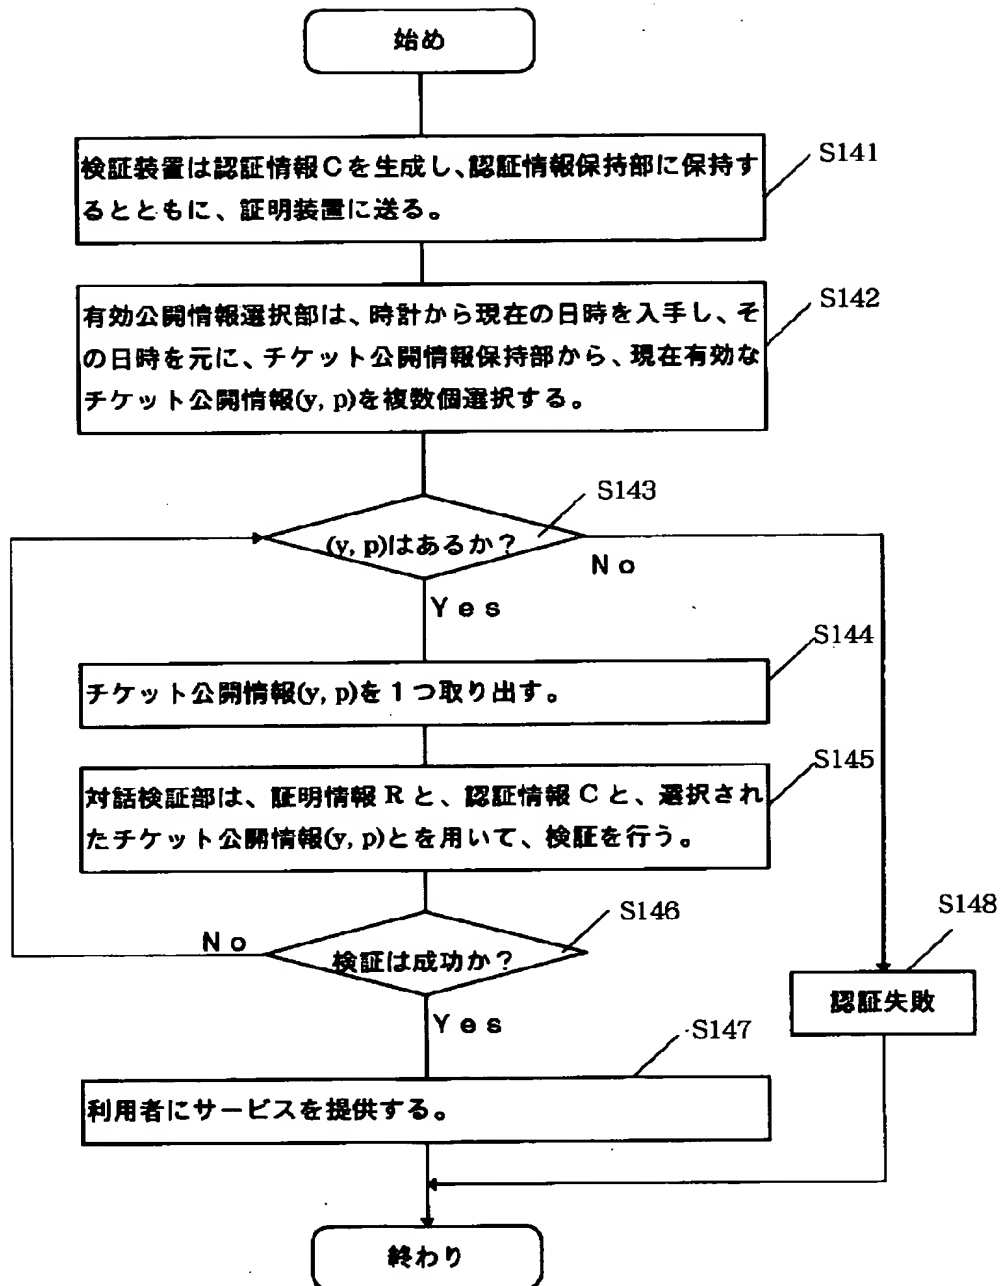 始め
S141
検証装置は認証情報Cを生成し、認証情報保持部に保持す
るとともに、証明装置に送る。
S142
有効公開情報選択部は、時計から現在の日時を入手し、そ
の日時を元に、チケット公開情報保持部から、現在有効な
チケット公開情報(y, p)を複数個選択する。
S143
(y, p)はあるか？
No
Yes
S144
チケット公開情報(y, p)を1つ取り出す。
S145
対話検証部は、証明情報Rと、認証情報Cと、選択され
たチケット公開情報(y, p)とを用いて、検証を行う。
S146
No
検証は成功か？
S148
認証失敗
Yes
S147
利用者にサービスを提供する。
終わり